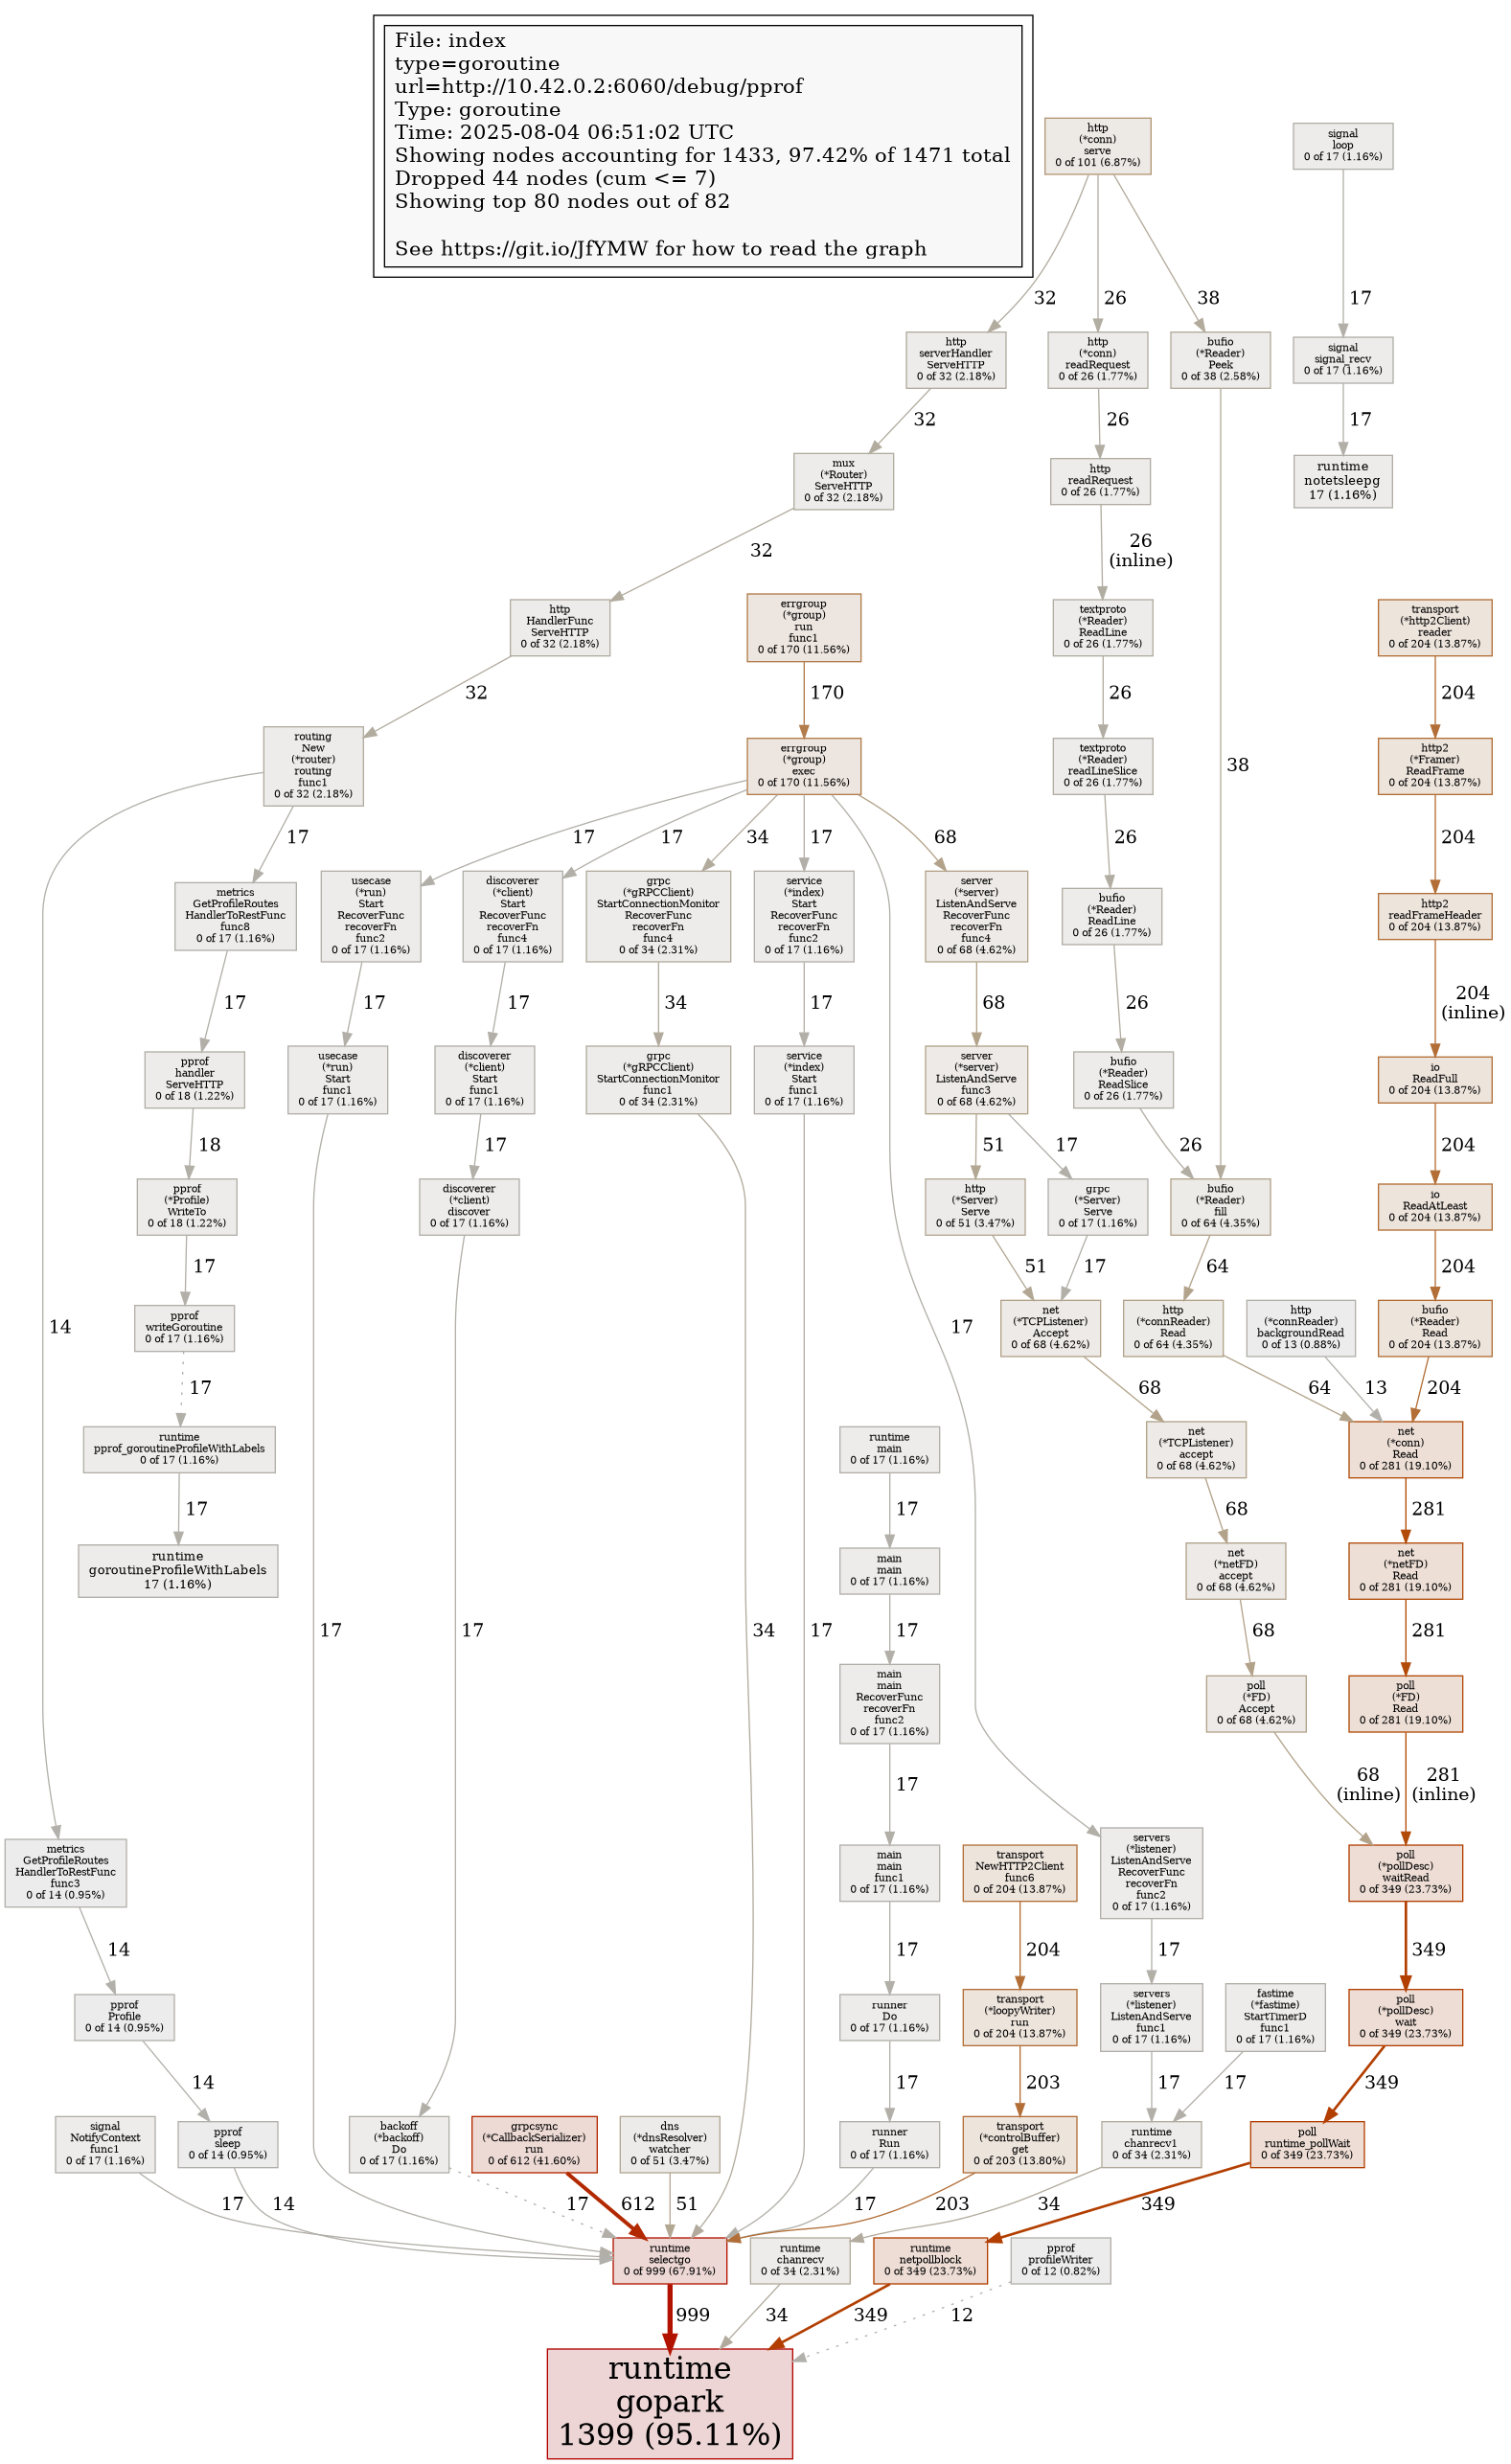 File: index
type=goroutine
url=http://10.42.0.2:6060/debug/pprof
Type: goroutine
Time: 2025-08-04 06:51:02 UTC
Showing nodes accounting for 1433, 97.42% of 1471 total
Dropped 44 nodes (cum <= 7)
Showing top 80 nodes out of 82
See https://git.io/JfYMW for how to read the graph
http
(*conn)
serve
0 of 101 (6.87%)
signal
loop
0 of 17 (1.16%)
32
26
38
17
http
serverHandler
ServeHTTP
0 of 32 (2.18%)
http
(*conn)
readRequest
0 of 26 (1.77%)
bufio
(*Reader)
Peek
0 of 38 (2.58%)
signal
signal_recv
0 of 17 (1.16%)
32
26
17
mux
(*Router)
ServeHTTP
0 of 32 (2.18%)
http
readRequest
0 of 26 (1.77%)
runtime
notetsleepg
17 (1.16%)
32
26
(inline)
http
HandlerFunc
ServeHTTP
0 of 32 (2.18%)
errgroup
(*group)
run
func1
0 of 170 (11.56%)
textproto
(*Reader)
ReadLine
0 of 26 (1.77%)
transport
(*http2Client)
reader
0 of 204 (13.87%)
32
170
26
204
routing
New
(*router)
routing
func1
0 of 32 (2.18%)
errgroup
(*group)
exec
0 of 170 (11.56%)
textproto
(*Reader)
readLineSlice
0 of 26 (1.77%)
38
http2
(*Framer)
ReadFrame
0 of 204 (13.87%)
17
17
17
34
17
68
26
204
metrics
GetProfileRoutes
HandlerToRestFunc
func8
0 of 17 (1.16%)
usecase
(*run)
Start
RecoverFunc
recoverFn
func2
0 of 17 (1.16%)
discoverer
(*client)
Start
RecoverFunc
recoverFn
func4
0 of 17 (1.16%)
grpc
(*gRPCClient)
StartConnectionMonitor
RecoverFunc
recoverFn
func4
0 of 34 (2.31%)
service
(*index)
Start
RecoverFunc
recoverFn
func2
0 of 17 (1.16%)
server
(*server)
ListenAndServe
RecoverFunc
recoverFn
func4
0 of 68 (4.62%)
bufio
(*Reader)
ReadLine
0 of 26 (1.77%)
http2
readFrameHeader
0 of 204 (13.87%)
17
17
17
34
17
68
26
204
(inline)
pprof
handler
ServeHTTP
0 of 18 (1.22%)
usecase
(*run)
Start
func1
0 of 17 (1.16%)
discoverer
(*client)
Start
func1
0 of 17 (1.16%)
grpc
(*gRPCClient)
StartConnectionMonitor
func1
0 of 34 (2.31%)
service
(*index)
Start
func1
0 of 17 (1.16%)
server
(*server)
ListenAndServe
func3
0 of 68 (4.62%)
bufio
(*Reader)
ReadSlice
0 of 26 (1.77%)
io
ReadFull
0 of 204 (13.87%)
18
17
51
17
26
204
pprof
(*Profile)
WriteTo
0 of 18 (1.22%)
discoverer
(*client)
discover
0 of 17 (1.16%)
http
(*Server)
Serve
0 of 51 (3.47%)
grpc
(*Server)
Serve
0 of 17 (1.16%)
bufio
(*Reader)
fill
0 of 64 (4.35%)
io
ReadAtLeast
0 of 204 (13.87%)
17
51
17
64
204
14
pprof
writeGoroutine
0 of 17 (1.16%)
17
net
(*TCPListener)
Accept
0 of 68 (4.62%)
http
(*connReader)
Read
0 of 64 (4.35%)
http
(*connReader)
backgroundRead
0 of 13 (0.88%)
bufio
(*Reader)
Read
0 of 204 (13.87%)
17
68
64
13
204
runtime
pprof_goroutineProfileWithLabels
0 of 17 (1.16%)
runtime
main
0 of 17 (1.16%)
net
(*TCPListener)
accept
0 of 68 (4.62%)
net
(*conn)
Read
0 of 281 (19.10%)
17
17
68
281
runtime
goroutineProfileWithLabels
17 (1.16%)
main
main
0 of 17 (1.16%)
net
(*netFD)
accept
0 of 68 (4.62%)
net
(*netFD)
Read
0 of 281 (19.10%)
17
17
34
17
17
68
281
main
main
RecoverFunc
recoverFn
func2
0 of 17 (1.16%)
poll
(*FD)
Accept
0 of 68 (4.62%)
poll
(*FD)
Read
0 of 281 (19.10%)
17
68
(inline)
281
(inline)
metrics
GetProfileRoutes
HandlerToRestFunc
func3
0 of 14 (0.95%)
main
main
func1
0 of 17 (1.16%)
transport
NewHTTP2Client
func6
0 of 204 (13.87%)
servers
(*listener)
ListenAndServe
RecoverFunc
recoverFn
func2
0 of 17 (1.16%)
poll
(*pollDesc)
waitRead
0 of 349 (23.73%)
14
17
204
17
349
pprof
Profile
0 of 14 (0.95%)
runner
Do
0 of 17 (1.16%)
transport
(*loopyWriter)
run
0 of 204 (13.87%)
servers
(*listener)
ListenAndServe
func1
0 of 17 (1.16%)
fastime
(*fastime)
StartTimerD
func1
0 of 17 (1.16%)
poll
(*pollDesc)
wait
0 of 349 (23.73%)
14
17
203
17
17
349
signal
NotifyContext
func1
0 of 17 (1.16%)
pprof
sleep
0 of 14 (0.95%)
backoff
(*backoff)
Do
0 of 17 (1.16%)
grpcsync
(*CallbackSerializer)
run
0 of 612 (41.60%)
dns
(*dnsResolver)
watcher
0 of 51 (3.47%)
runner
Run
0 of 17 (1.16%)
transport
(*controlBuffer)
get
0 of 203 (13.80%)
runtime
chanrecv1
0 of 34 (2.31%)
poll
runtime_pollWait
0 of 349 (23.73%)
17
14
17
612
51
17
203
34
349
runtime
selectgo
0 of 999 (67.91%)
runtime
chanrecv
0 of 34 (2.31%)
runtime
netpollblock
0 of 349 (23.73%)
pprof
profileWriter
0 of 12 (0.82%)
999
34
349
12
runtime
gopark
1399 (95.11%)